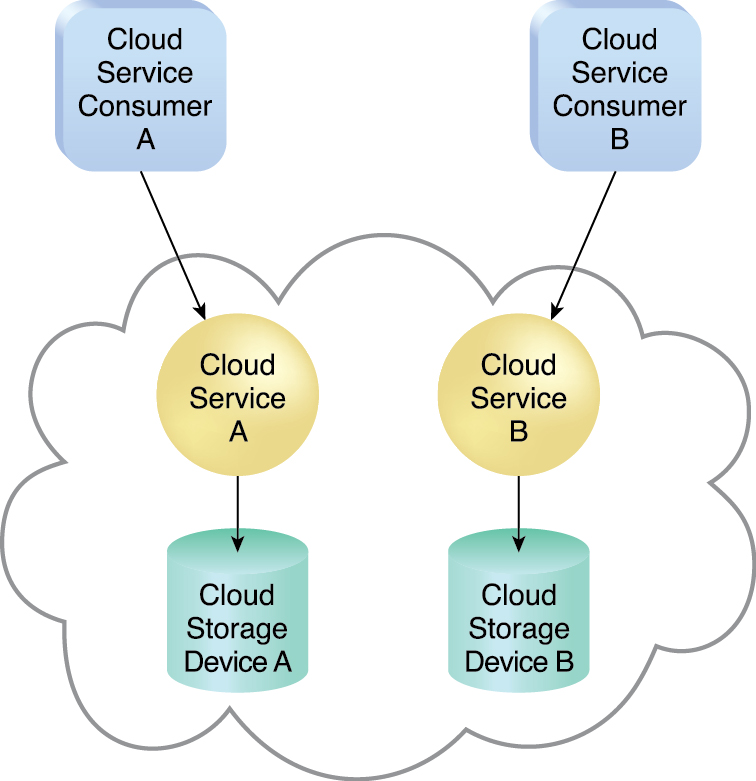 Cloud
Service
Consumer
A
Cloud
Service
Consumer
B
Cloud
Service
A
Cloud
Service
B
Cloud
Storage
Device A
Cloud
Storage
Device B